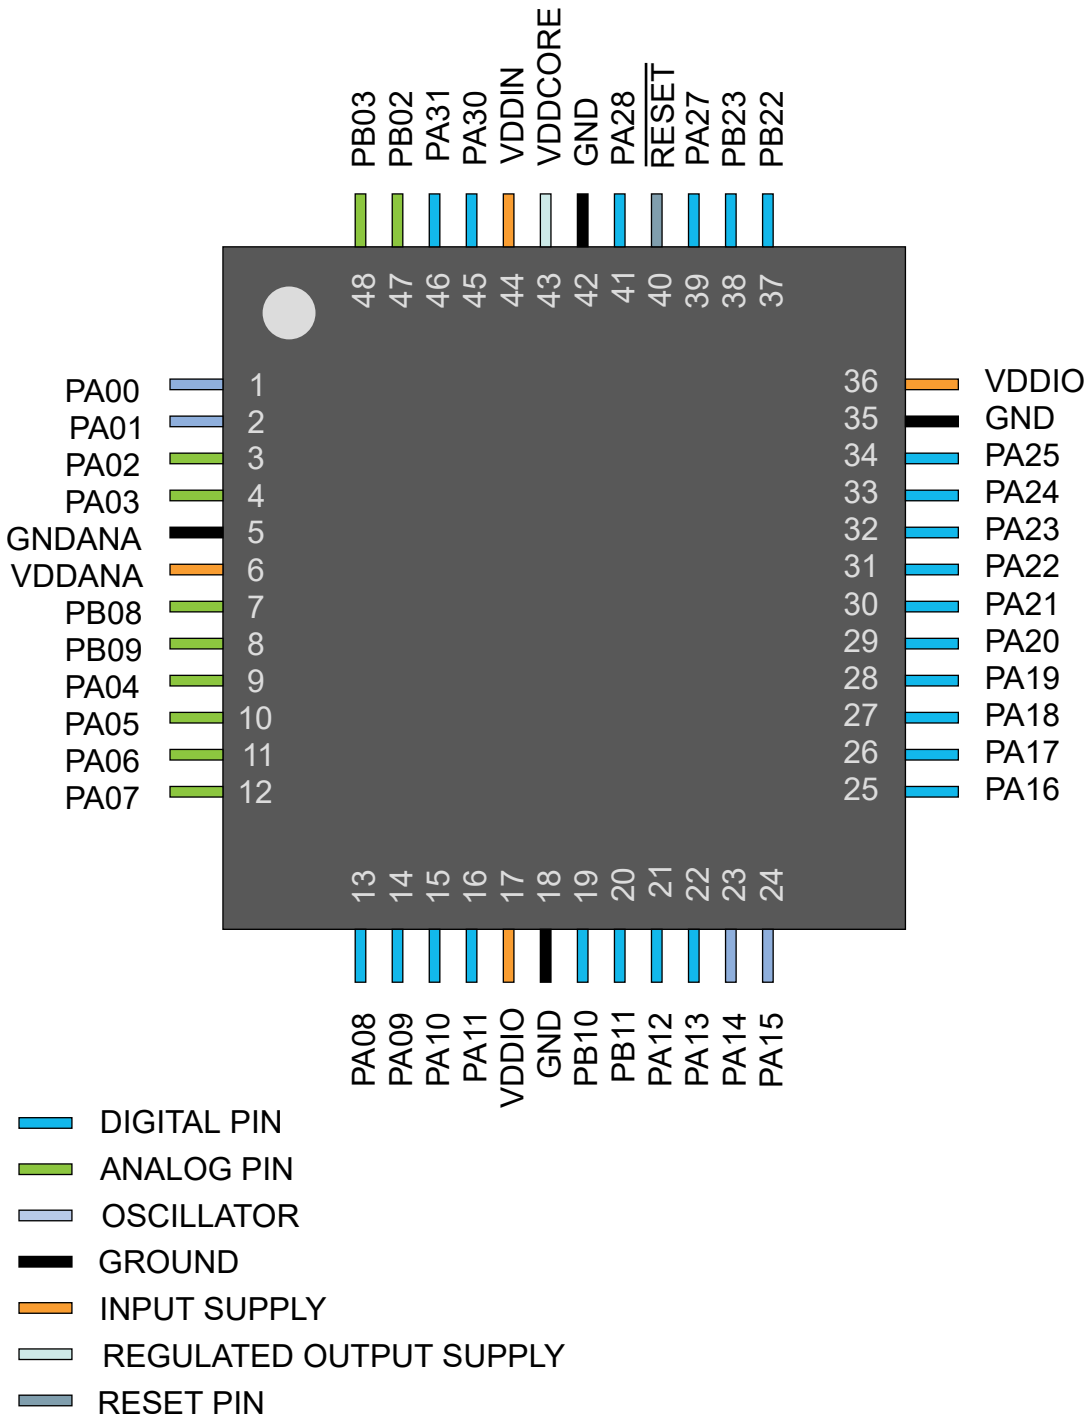 PB03
PB02
PA31
PA30
VDDIN
VDDCORE
GND
PA28
RESET
PA27
PB23
PB22
48
47
46
45
44
43
42
41
40
39
38
37
PA00 1
PA01 2
PA02 3
PA03 4
GNDANA 5
VDDANA 6
PB08 7
PB09 8
PA04 9
PA05 10
PA06 11
PA07 12
36 VDDIO
35 GND
34 PA25
33 PA24
32 PA23
31 PA22
30 PA21
29 PA20
28 PA19
27 PA18
26 PA17
25 PA16
13
14
15
16
17
18
19
20
21
22
23
24
PA08
PA09
PA10
PA11
VDDIO
GND
PB10
PB11
PA12
PA13
PA14
PA15
DIGITAL PIN
ANALOG PIN
OSCILLATOR
GROUND
INPUT SUPPLY
REGULATED OUTPUT SUPPLY
RESET PIN